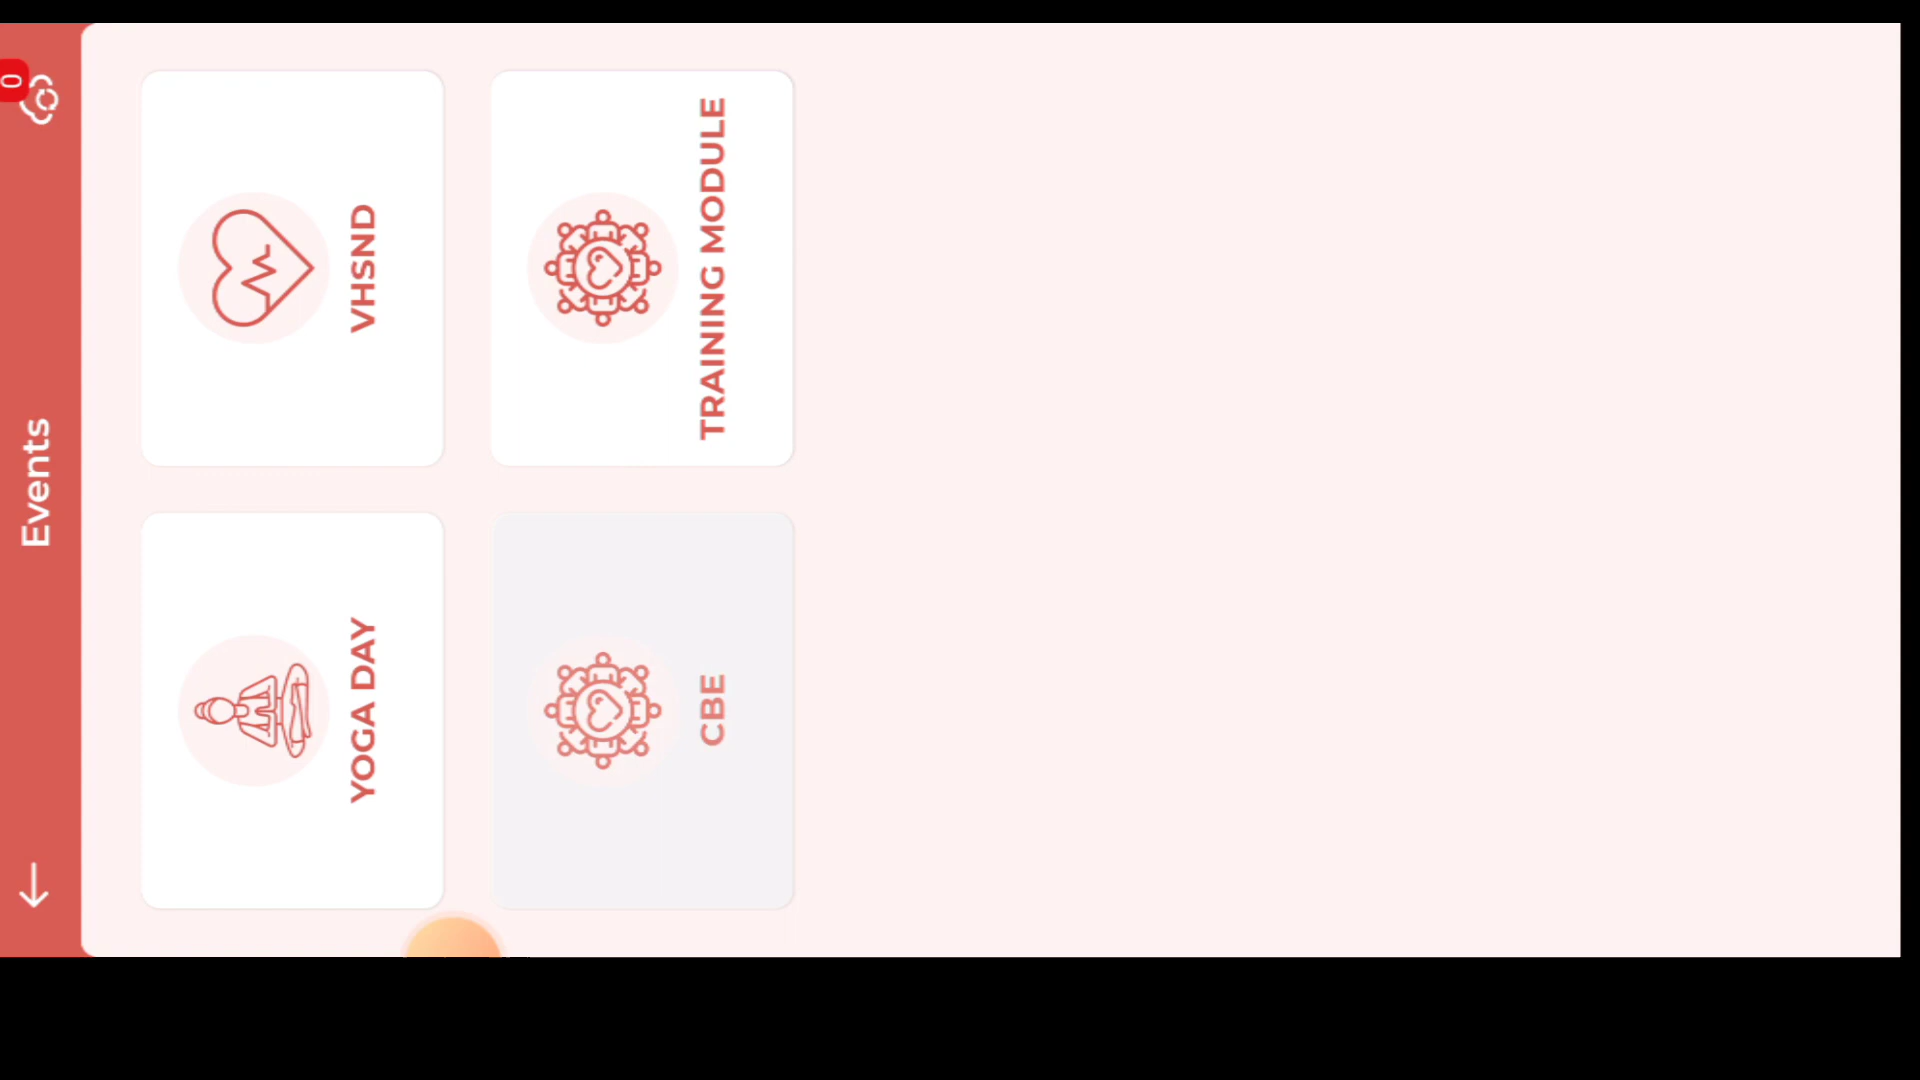 Events
0
YOGA DAY
VHSND
CBE
TRAINING MODULE